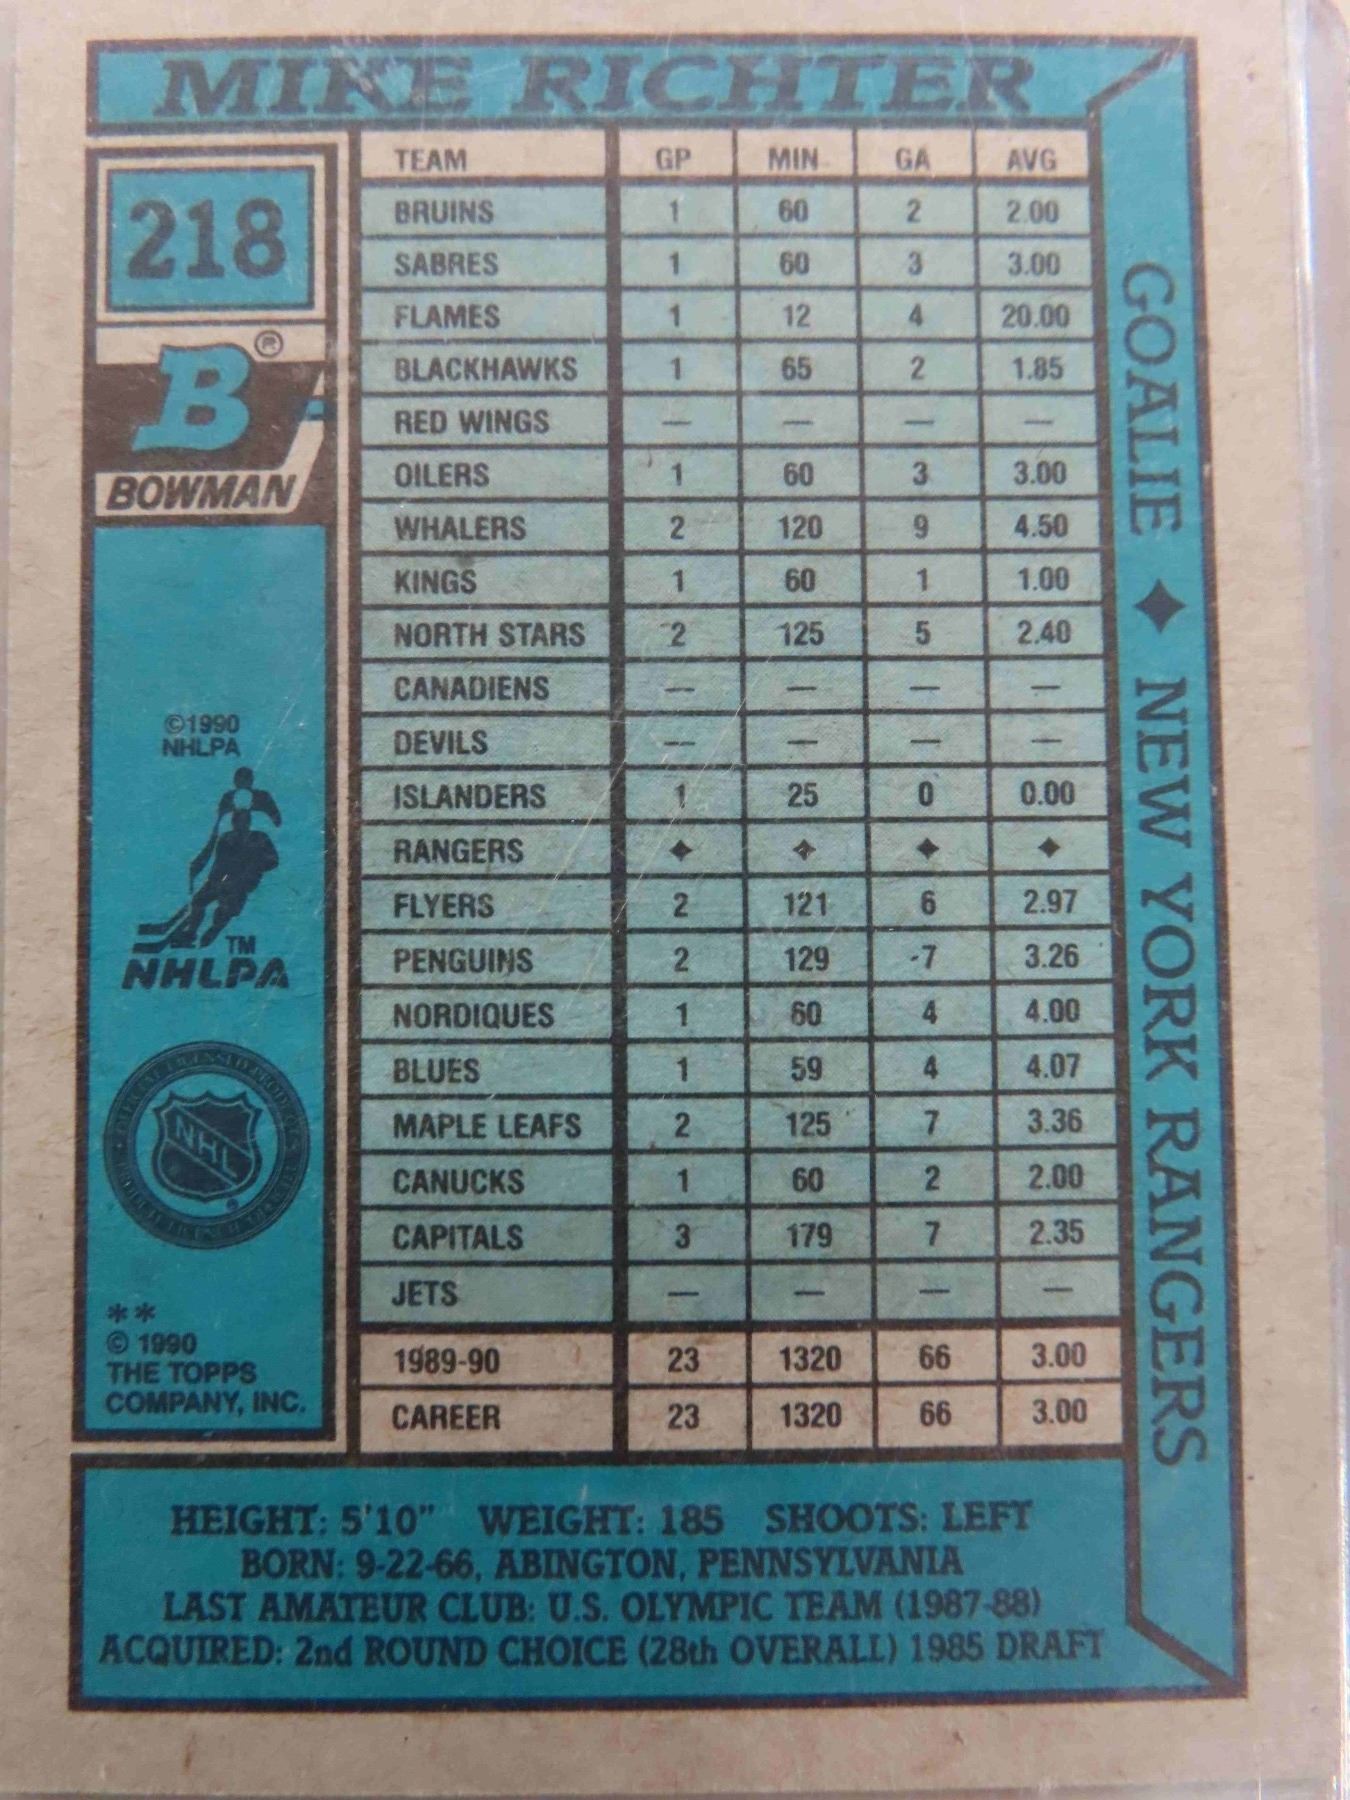 MIKE RICHTER
218
B®
BOWMAN
©1990
NHLPA
TM
NHLPA
NHL
**
© 1990
THE TOPPS
COMPANY, INC.
TEAM GP MIN GA AVG
BRUINS 1 60 2 2.00
SABRES 1 60 3 3.00
FLAMES 1 12 4 20.00
BLACKHAWKS 1 65 2 1.85
RED WINGS — — — —
OILERS 1 60 3 3.00
WHALERS 2 120 9 4.50
KINGS 1 60 1 1.00
NORTH STARS 2 125 5 2.40
CANADIENS — — — —
DEVILS — — — —
ISLANDERS 1 25 0 0.00
RANGERS ✦ ✦ ✦ ✦
FLYERS 2 121 6 2.97
PENGUINS 2 129 7 3.26
NORDIQUES 1 60 4 4.00
BLUES 1 59 4 4.07
MAPLE LEAFS 2 125 7 3.36
CANUCKS 1 60 2 2.00
CAPITALS 3 179 7 2.35
JETS — — — —
1989-90 23 1320 66 3.00
CAREER 23 1320 66 3.00
GOALIE ✦ NEW YORK RANGERS
HEIGHT: 5'10" WEIGHT: 185 SHOOTS: LEFT
BORN: 9-22-66, ABINGTON, PENNSYLVANIA
LAST AMATEUR CLUB: U.S. OLYMPIC TEAM (1987-88)
ACQUIRED: 2nd ROUND CHOICE (28th OVERALL) 1985 DRAFT